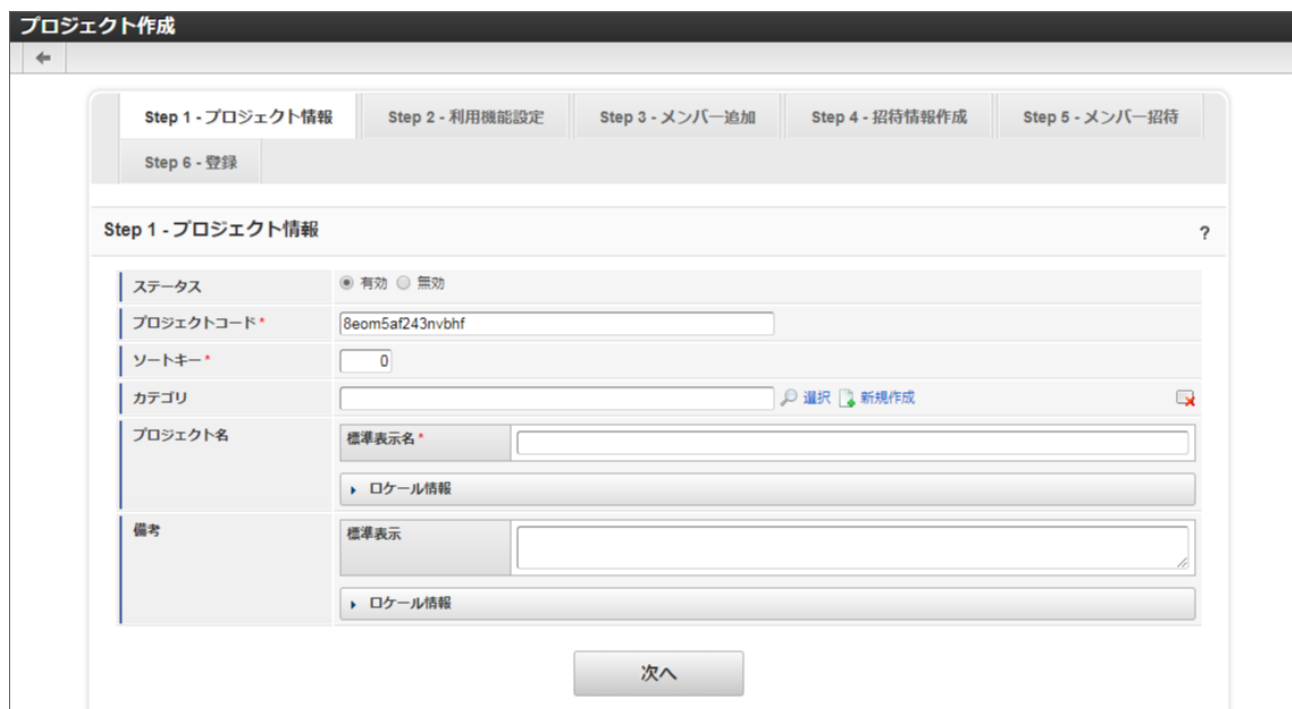 プロジェクト作成
Step 1 - プロジェクト情報 Step 2 - 利用機能設定 Step 3 - メンバー追加 Step 4 - 招待情報作成 Step 5 - メンバー招待
Step 6 - 登録
Step 1 - プロジェクト情報 ?
ステータス 有効 無効
プロジェクトコード* 8eom5af243nvbhf
ソートキー* 0
カテゴリ 選択 新規作成
プロジェクト名 標準表示名*
ロケール情報
備考 標準表示
ロケール情報
次へ